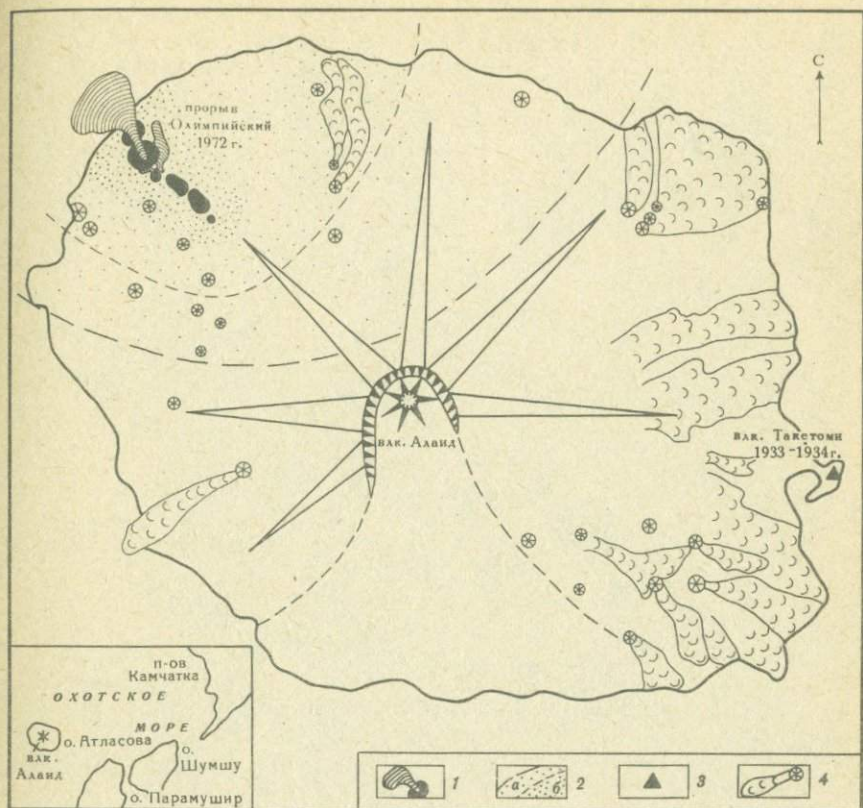 С
прорыв
Олимпийский
1972 г.
влк. Алаид
влк. Такетоми
1933-1934г.
п-ов
Камчатка
ОХОТСКОЕ
МОРЕ
о. Атласова
влк.
Алаид
о.
Шумшу
о. Парамушир
1
а
б
2
3
4